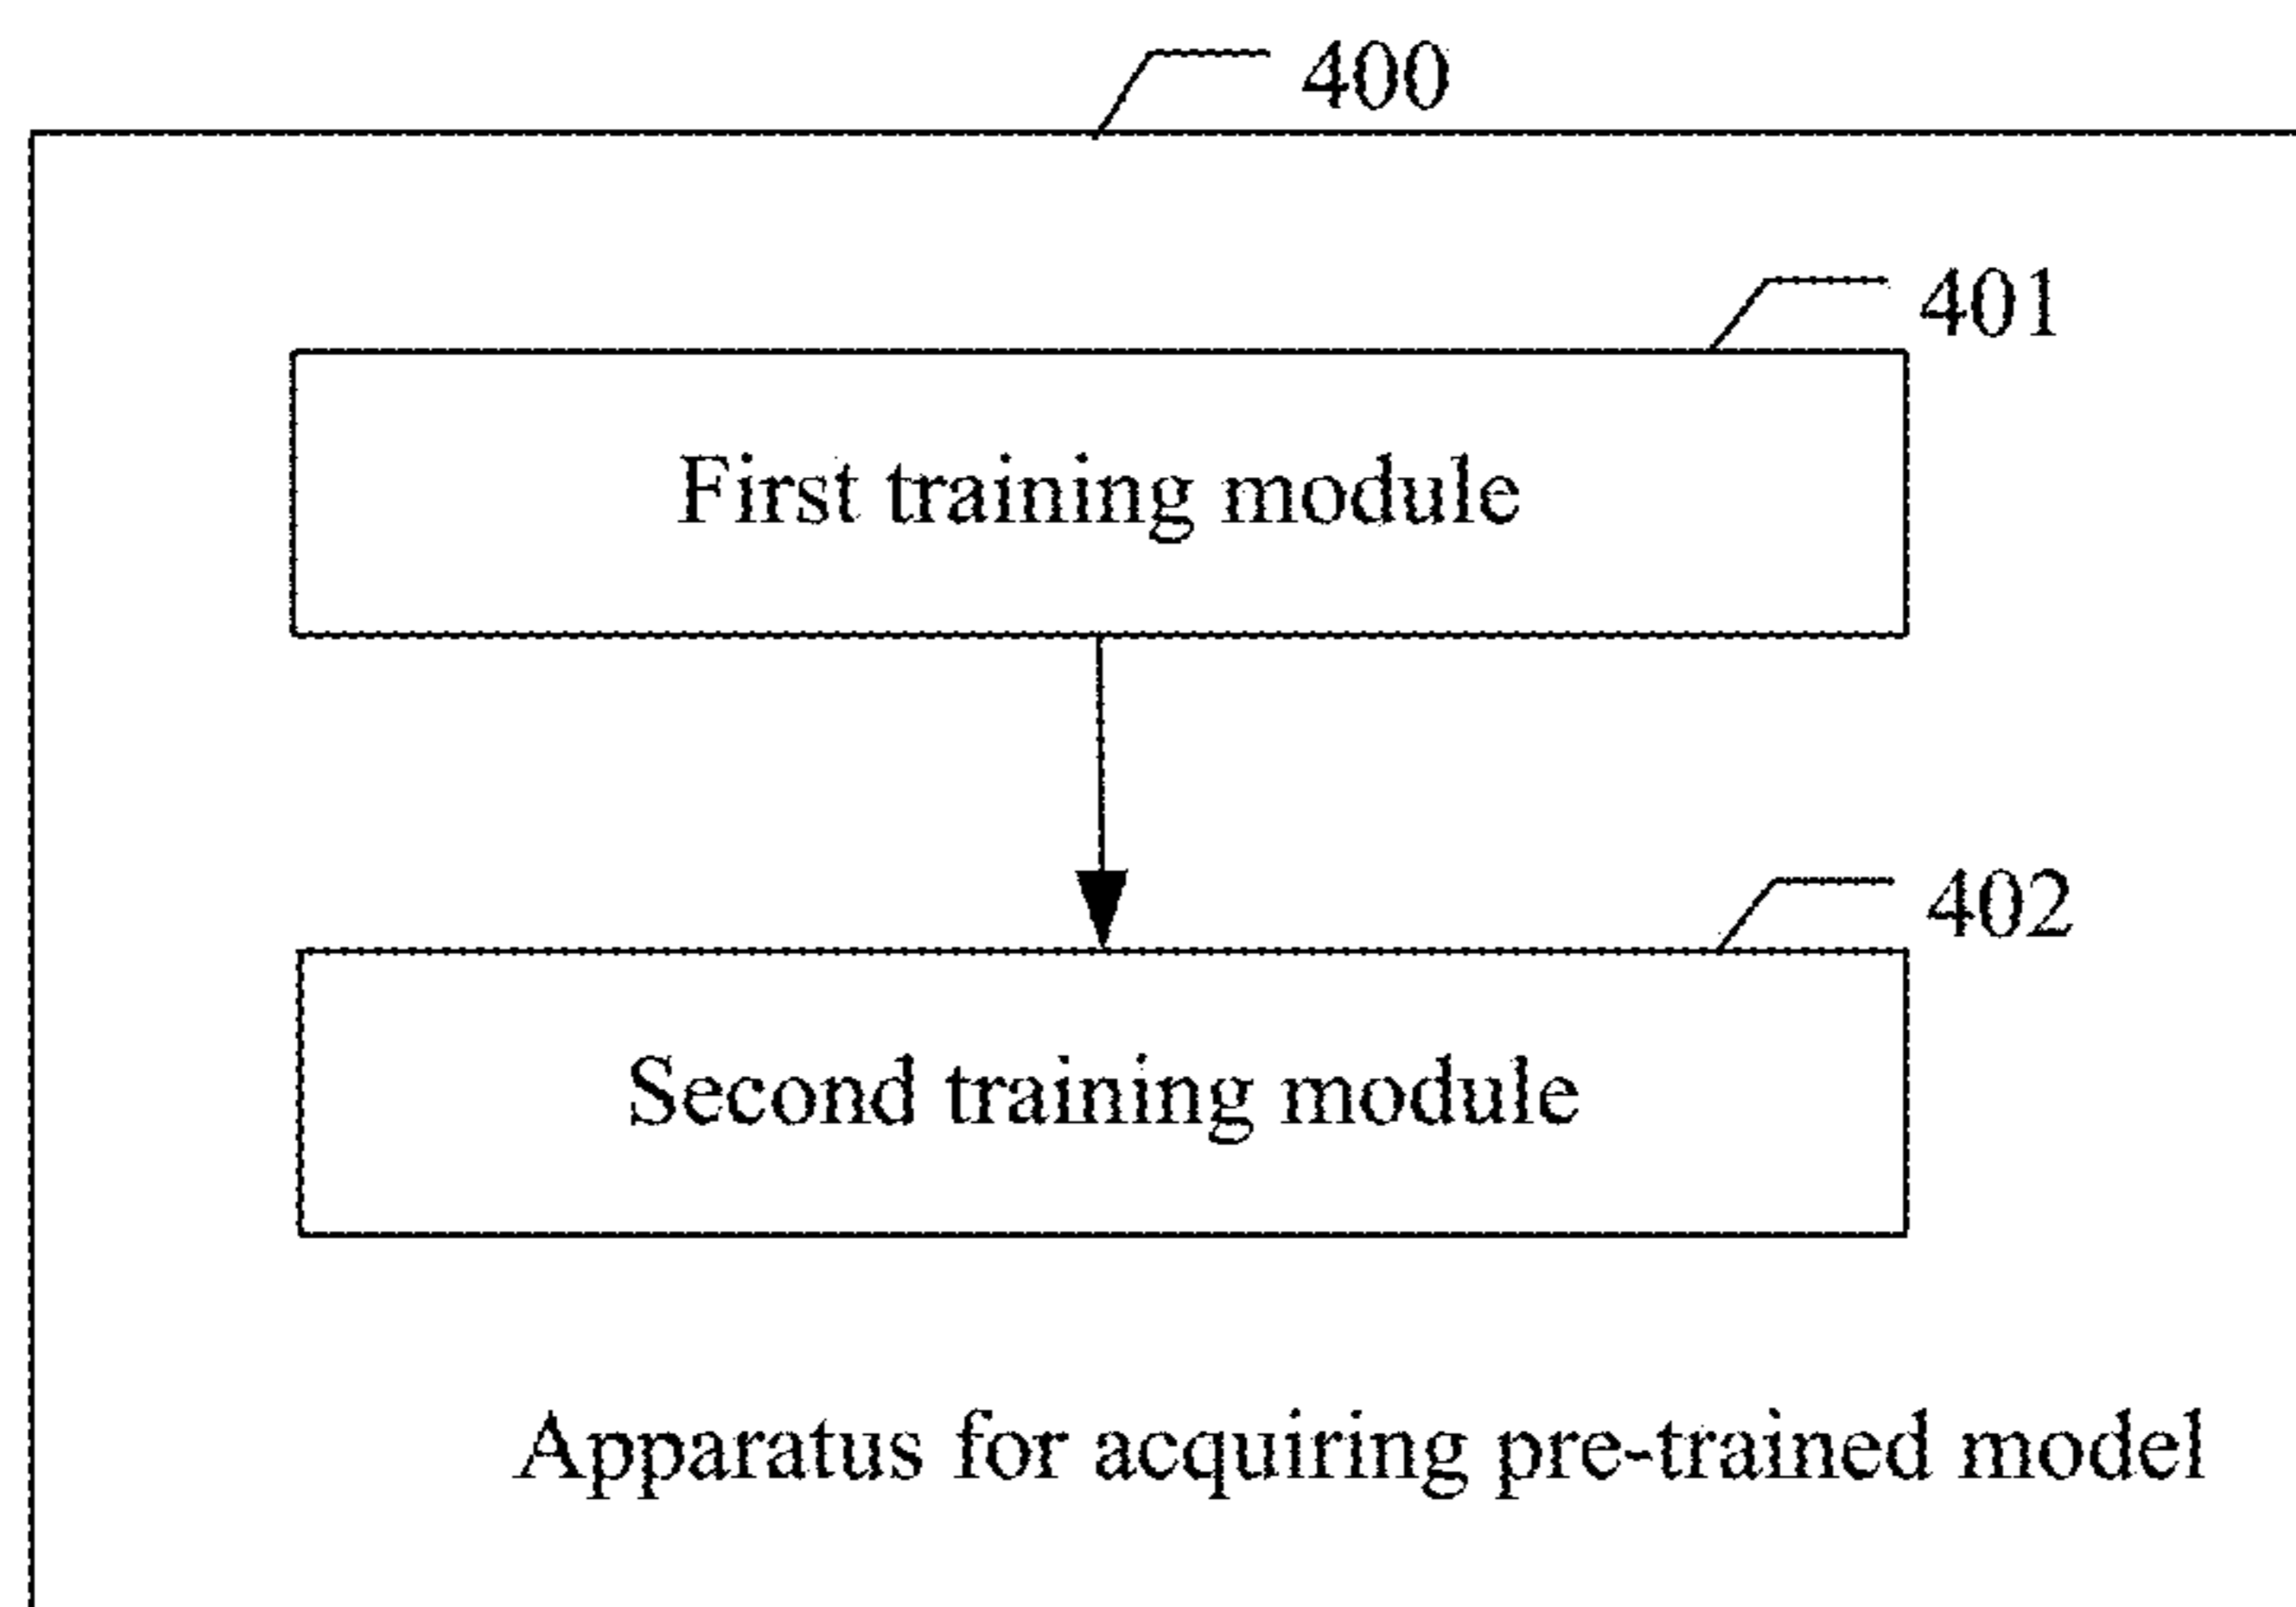 400
401
First training module
402
Second training module
Apparatus for acquiring pre-trained model